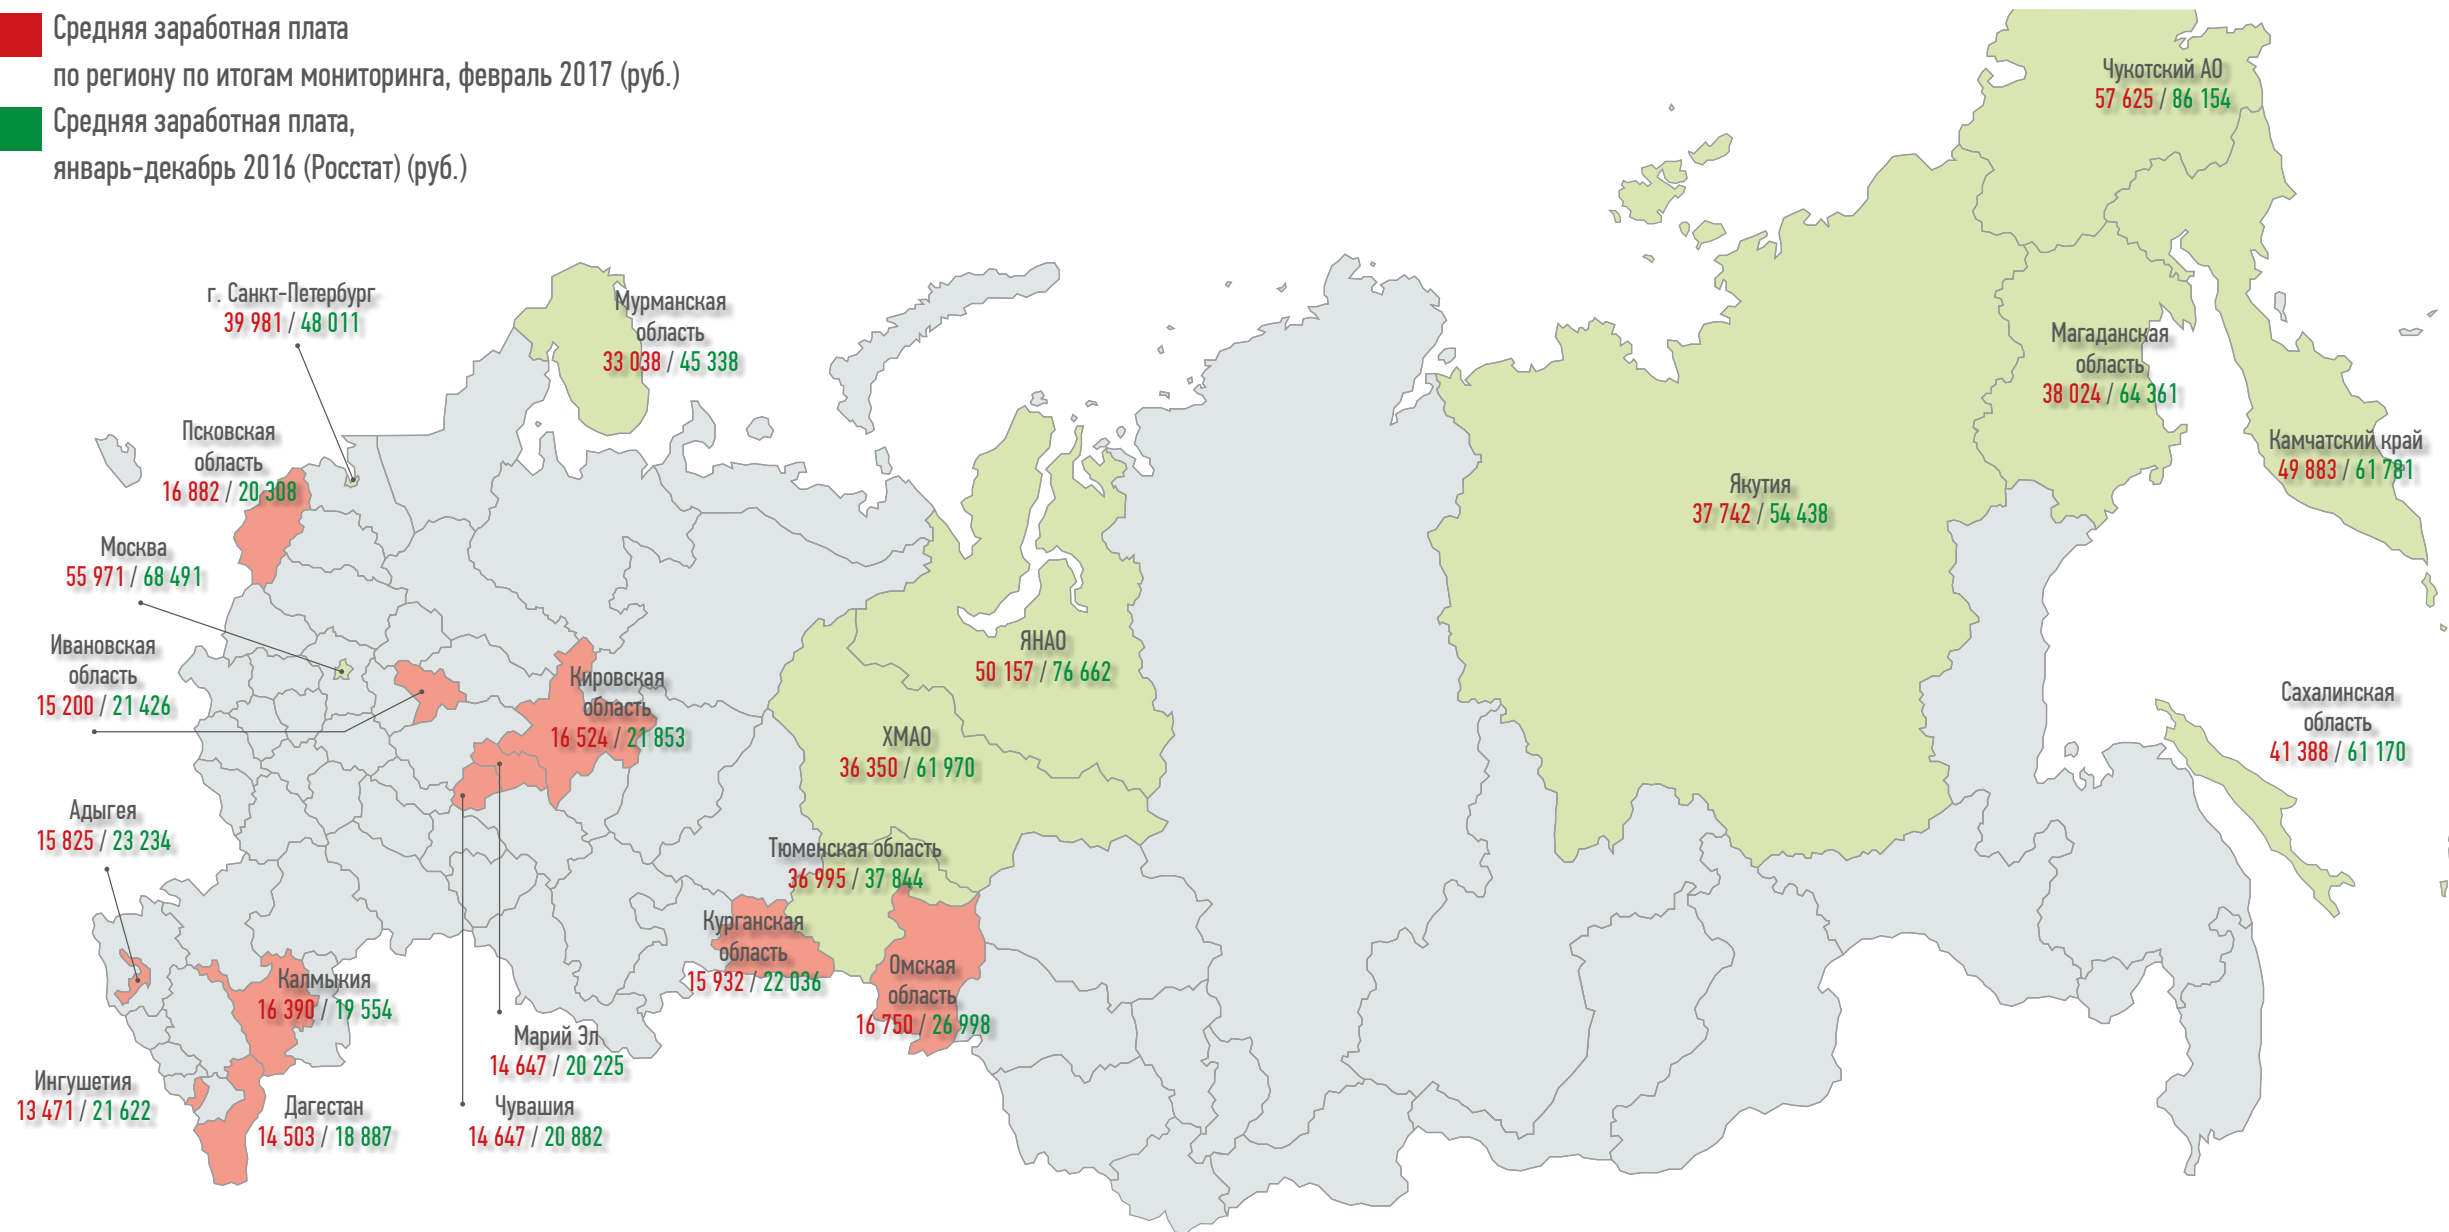 Средняя заработная плата
по региону по итогам мониторинга, февраль 2017 (руб.)
Средняя заработная плата,
январь-декабрь 2016 (Росстат) (руб.)
Чукотский АО
57 625 / 86 154
г. Санкт-Петербург
39 981 / 48 011
Мурманская
область
33 038 / 45 338
Магаданская
область
38 024 / 64 361
Псковская
область
16 882 / 20 308
Камчатский край
49 883 / 61 781
Якутия
37 742 / 54 438
Москва
55 971 / 68 491
Ивановская
область
15 200 / 21 426
ЯНАО
50 157 / 76 662
Кировская
область
16 524 / 21 853
Сахалинская
область
41 388 / 61 170
ХМАО
36 350 / 61 970
Адыгея
15 825 / 23 234
Тюменская область
36 995 / 37 844
Курганская
область
15 932 / 22 036
Омская
область
16 750 / 26 998
Калмыкия
16 390 / 19 554
Марий Эл
14 647 / 20 225
Ингушетия
13 471 / 21 622
Дагестан
14 503 / 18 887
Чувашия
14 647 / 20 882